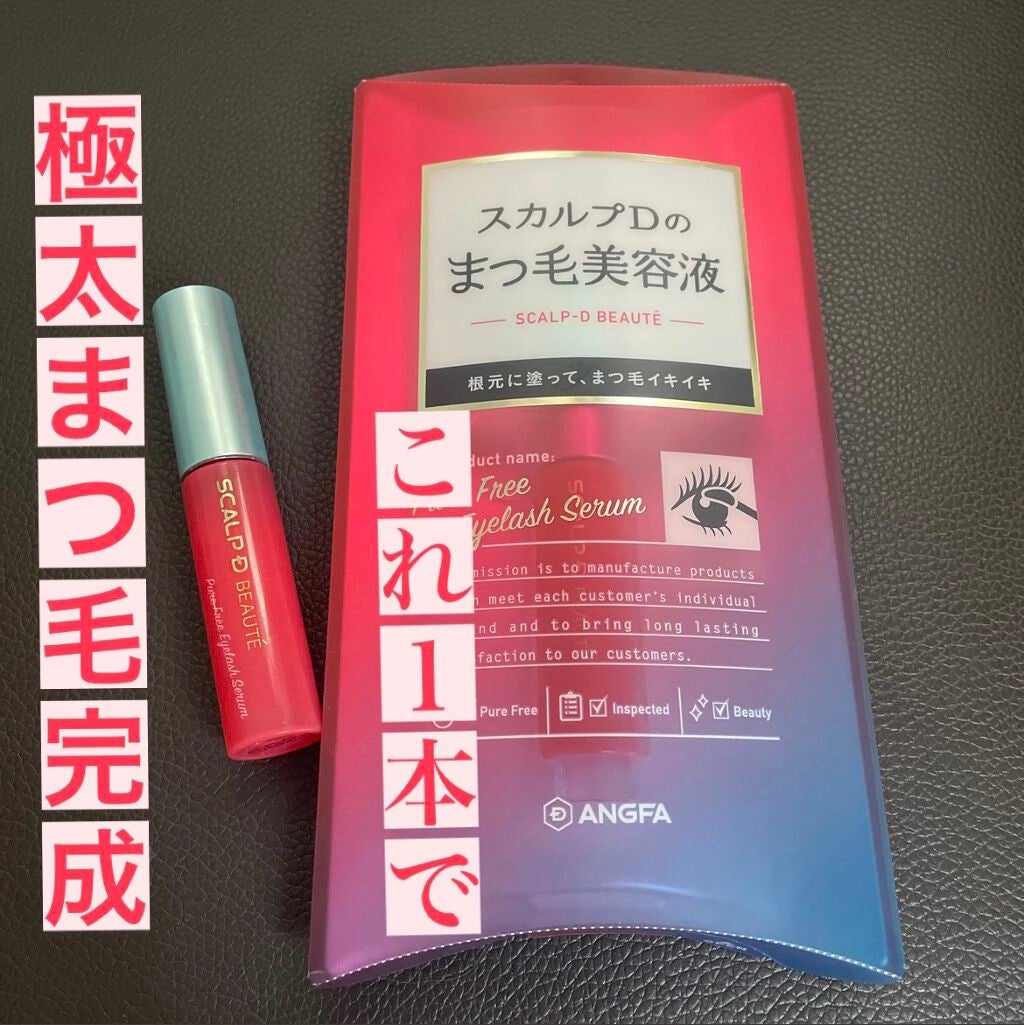 これ1本で
極太まつ毛完成
スカルプDの
まつ毛美容液
SCALP-D BEAUTÉ
根元に塗って、まつ毛イキイキ
duct name:
Free
Eyelash Serum
mission is to manufacture products
meet each customer's individual
and to bring long lasting
faction to our customers.
Pure Free
Inspected
Beauty
ANGFA
SCALP D BEAUTÉ
Pure Free Eyelash Serum